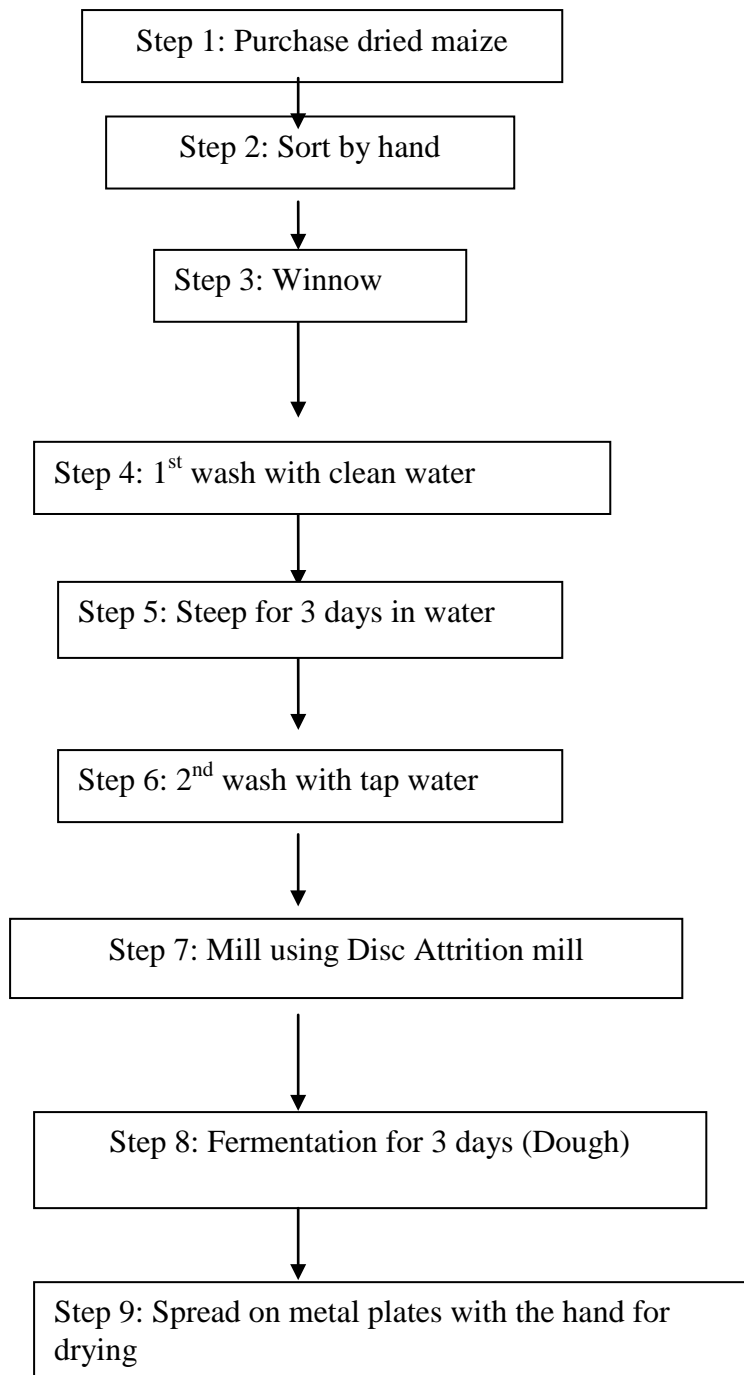 Step 1: Purchase dried maize
Step 2: Sort by hand
Step 3: Winnow
Step 4: 1st wash with clean water
Step 5: Steep for 3 days in water
Step 6: 2nd wash with tap water
Step 7: Mill using Disc Attrition mill
Step 8: Fermentation for 3 days (Dough)
Step 9: Spread on metal plates with the hand for
drying